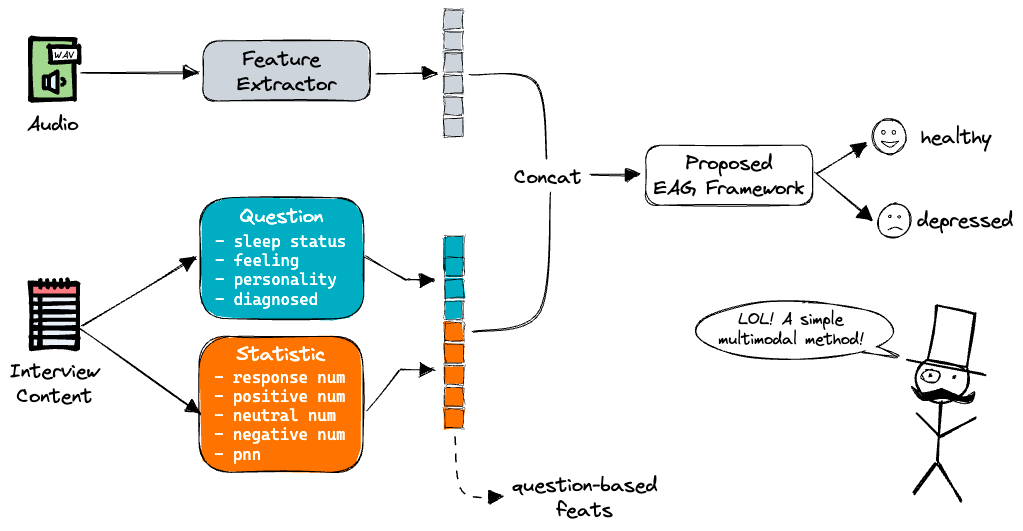 WAV
Audio
Feature
Extractor
Concat
Proposed
EAG Framework
healthy
depressed
Interview
Content
Question
- sleep status
- feeling
- personality
- diagnosed
Statistic
- response num
- positive num
- neutral num
- negative num
- pnn
question-based
feats
LOL! A simple
multimodal method!